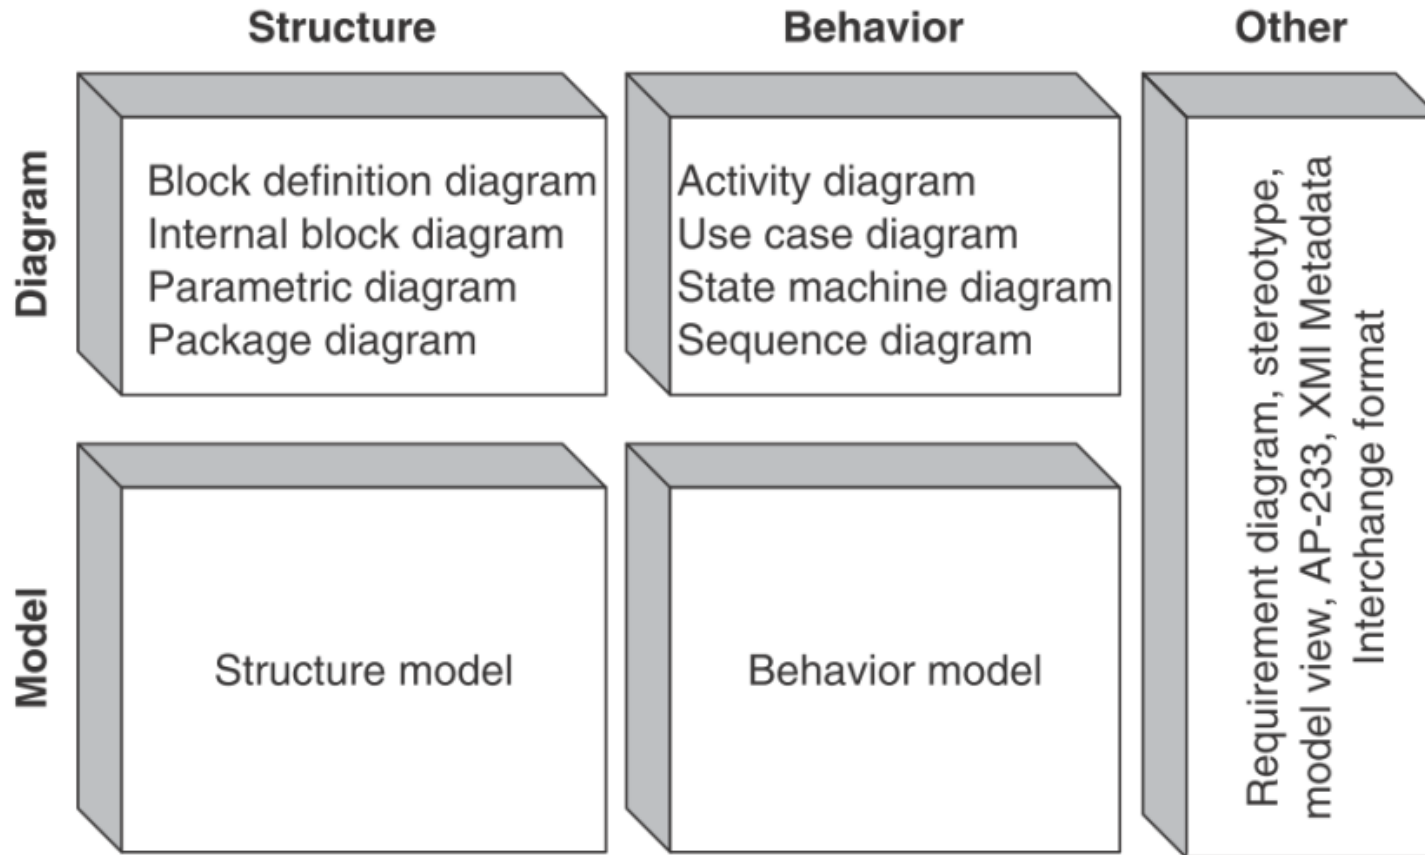 Structure
Behavior
Other
Diagram
Block definition diagram
Internal block diagram
Parametric diagram
Package diagram
Activity diagram
Use case diagram
State machine diagram
Sequence diagram
Requirement diagram, stereotype,
model view, AP-233, XMI Metadata
Interchange format
Model
Structure model
Behavior model